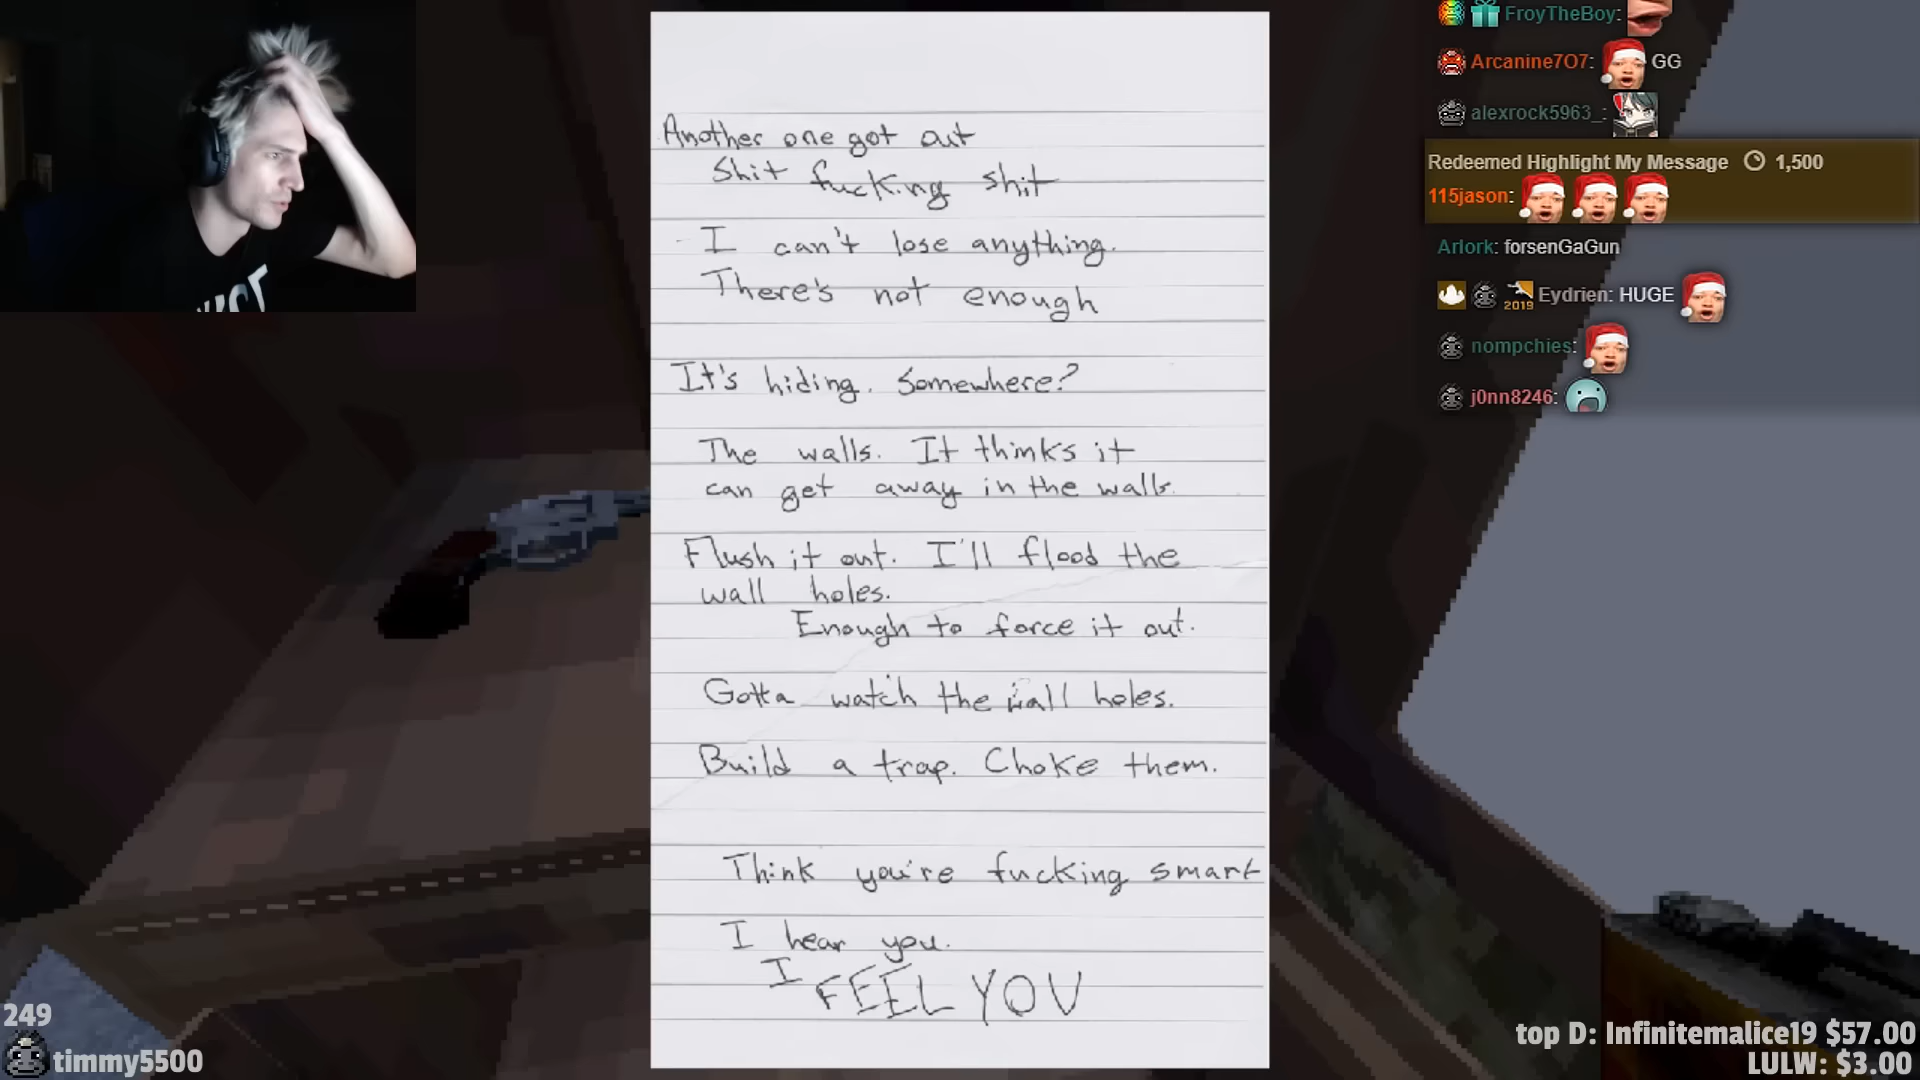 Another one got out
Shit fucking shit
- I can't lose anything.
There's not enough
It's hiding. Somewhere?
The walls. It thinks it
can get away in the walls.
Flush it out. I'll flood the
wall holes.
Enough to force it out.
Gotta watch the wall holes.
Build a trap. Choke them.
Think you're fucking smart
I hear you.
I FEEL YOU
FroyTheBoy:
Arcanine707: GG
alexrock5963_:
Redeemed Highlight My Message 1,500
115jason:
Arlork: forsenGaGun
2019 Eydrien: HUGE
nompchies:
j0nn8246:
249
timmy5500
top D: Infinitemalice19 $57.00
LULW: $3.00